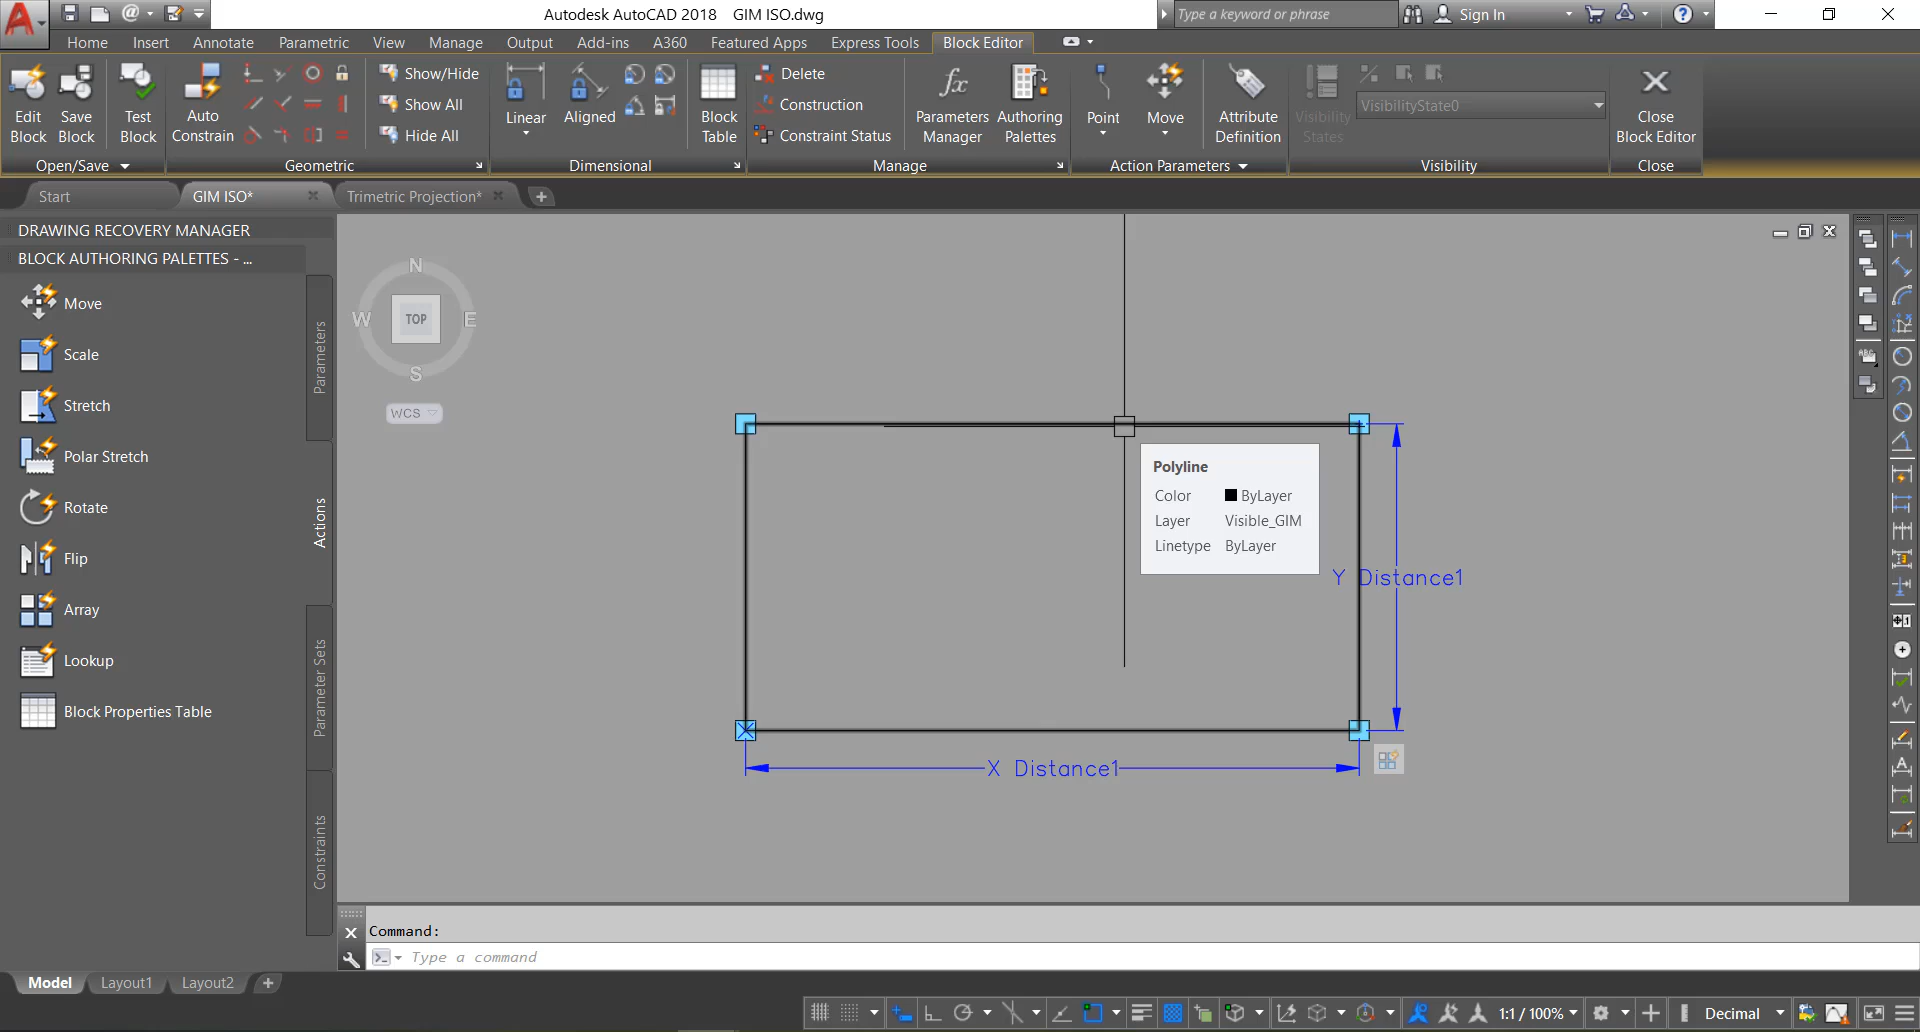 Autodesk AutoCAD 2018 GIM ISO.dwg
Type a keyword or phrase
Sign In
Home Insert Annotate Parametric View Manage Output Add-ins A360 Featured Apps Express Tools Block Editor
Edit Block
Save Block
Test Block
Open/Save
Auto Constrain
Show/Hide
Show All
Hide All
Geometric
Linear
Aligned
Dimensional
Block Table
Delete
Construction
Constraint Status
Parameters Manager
Authoring Palettes
Manage
Point
Move
Attribute Definition
Action Parameters
Visibility States
VisibilityState0
Visibility
Close Block Editor
Close
Start
GIM ISO*
Trimetric Projection*
DRAWING RECOVERY MANAGER
BLOCK AUTHORING PALETTES - ...
Move
Scale
Stretch
Polar Stretch
Rotate
Flip
Array
Lookup
Block Properties Table
Parameters
Actions
Parameter Sets
Constraints
N
W
TOP
E
S
WCS
Polyline
Color ByLayer
Layer Visible_GIM
Linetype ByLayer
Y Distance1
X Distance1
ABC
Command:
Type a command
Model Layout1 Layout2
1:1 / 100%
Decimal